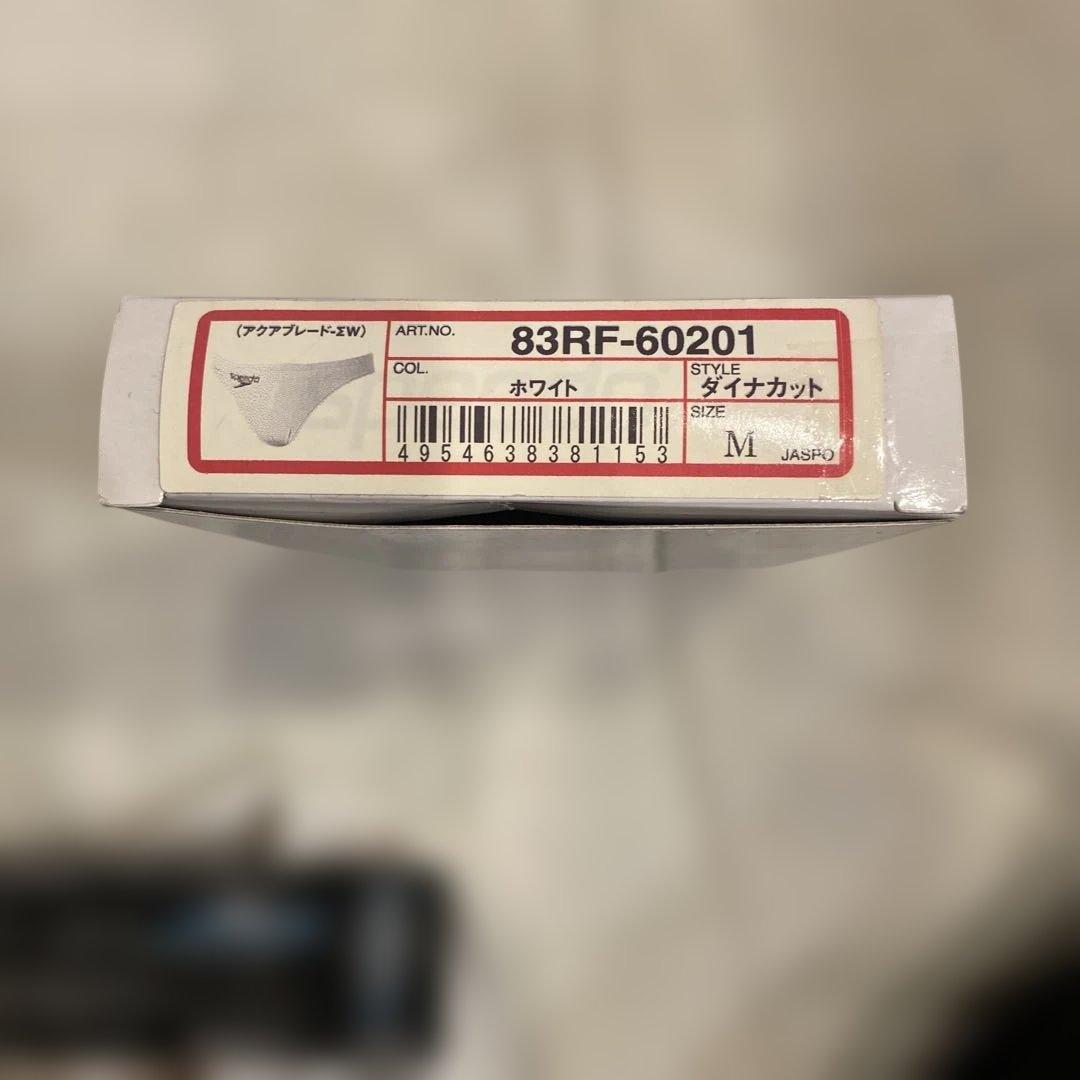 (アクアブレード-ΣW)
speedo
ART.NO. 83RF-60201
COL. ホワイト
STYLE ダイナカット
4954638381153
SIZE M JASPO